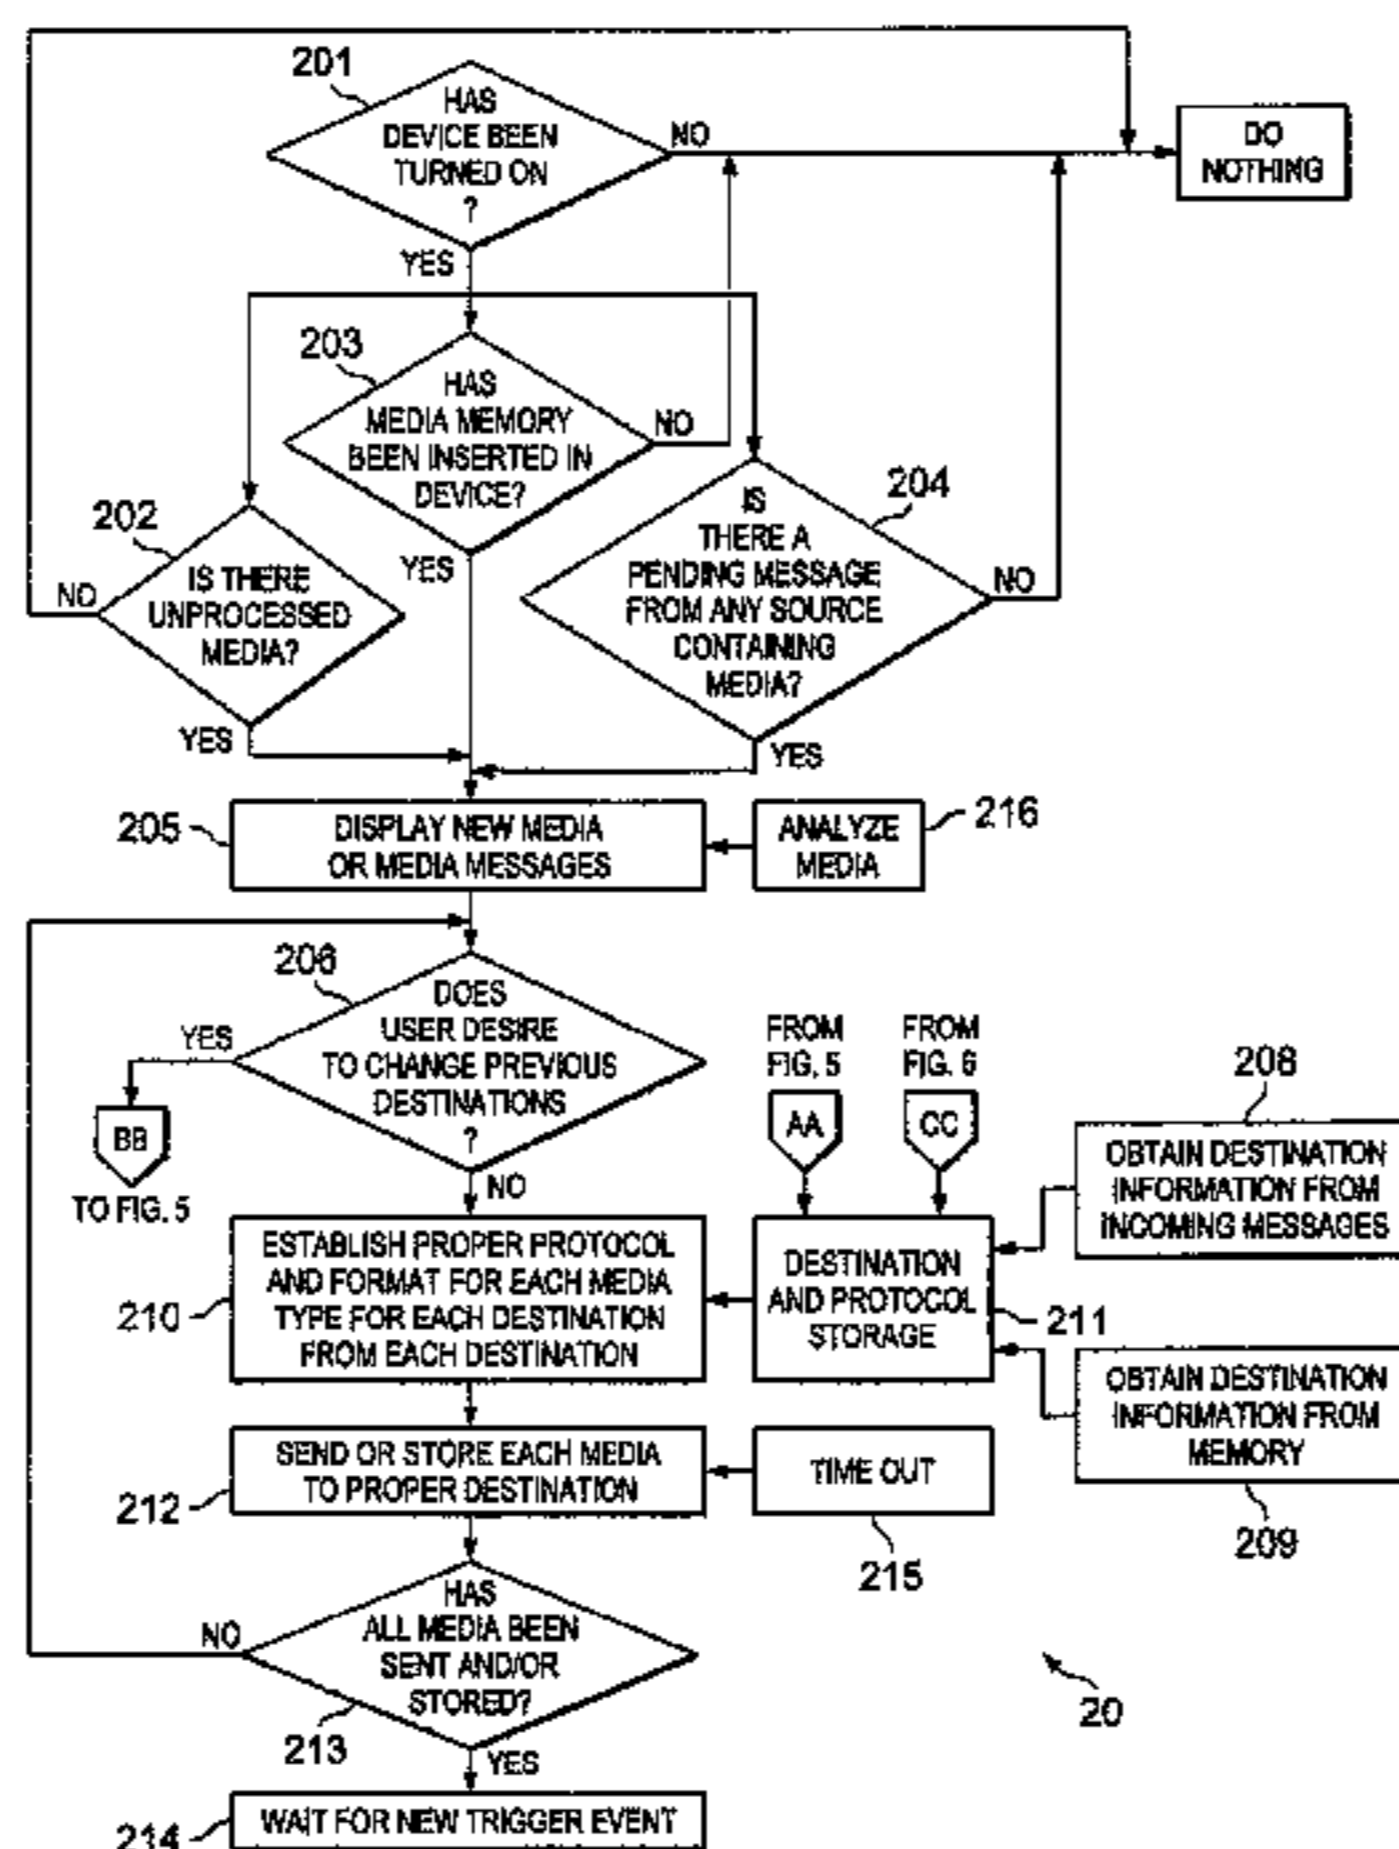 201
HAS
DEVICE BEEN
TURNED ON
?
NO
DO
NOTHING
YES
203
HAS
MEDIA MEMORY
BEEN INSERTED IN
DEVICE?
NO
YES
202
IS THERE
UNPROCESSED
MEDIA?
NO
YES
204
IS
THERE A
PENDING MESSAGE
FROM ANY SOURCE
CONTAINING
MEDIA?
NO
YES
205
DISPLAY NEW MEDIA
OR MEDIA MESSAGES
ANALYZE
MEDIA
216
206
DOES
USER DESIRE
TO CHANGE PREVIOUS
DESTINATIONS
?
YES
BB
TO FIG. 5
NO
FROM
FIG. 5
AA
FROM
FIG. 6
CC
208
OBTAIN DESTINATION
INFORMATION FROM
INCOMING MESSAGES
210
ESTABLISH PROPER PROTOCOL
AND FORMAT FOR EACH MEDIA
TYPE FOR EACH DESTINATION
FROM EACH DESTINATION
DESTINATION
AND PROTOCOL
STORAGE
211
OBTAIN DESTINATION
INFORMATION FROM
MEMORY
209
212
SEND OR STORE EACH MEDIA
TO PROPER DESTINATION
TIME OUT
215
HAS
ALL MEDIA BEEN
SENT AND/OR
STORED?
NO
213
YES
20
214
WAIT FOR NEW TRIGGER EVENT